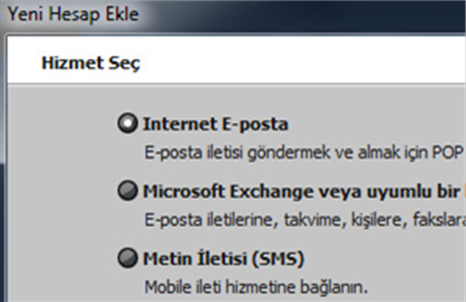 Yeni Hesap Ekle
Hizmet Seç
Internet E-posta
E-posta iletisi göndermek ve almak için POP
Microsoft Exchange veya uyumlu bir
E-posta iletilerine, takvime, kişilere, fakslara
Metin İletisi (SMS)
Mobile ileti hizmetine bağlanın.